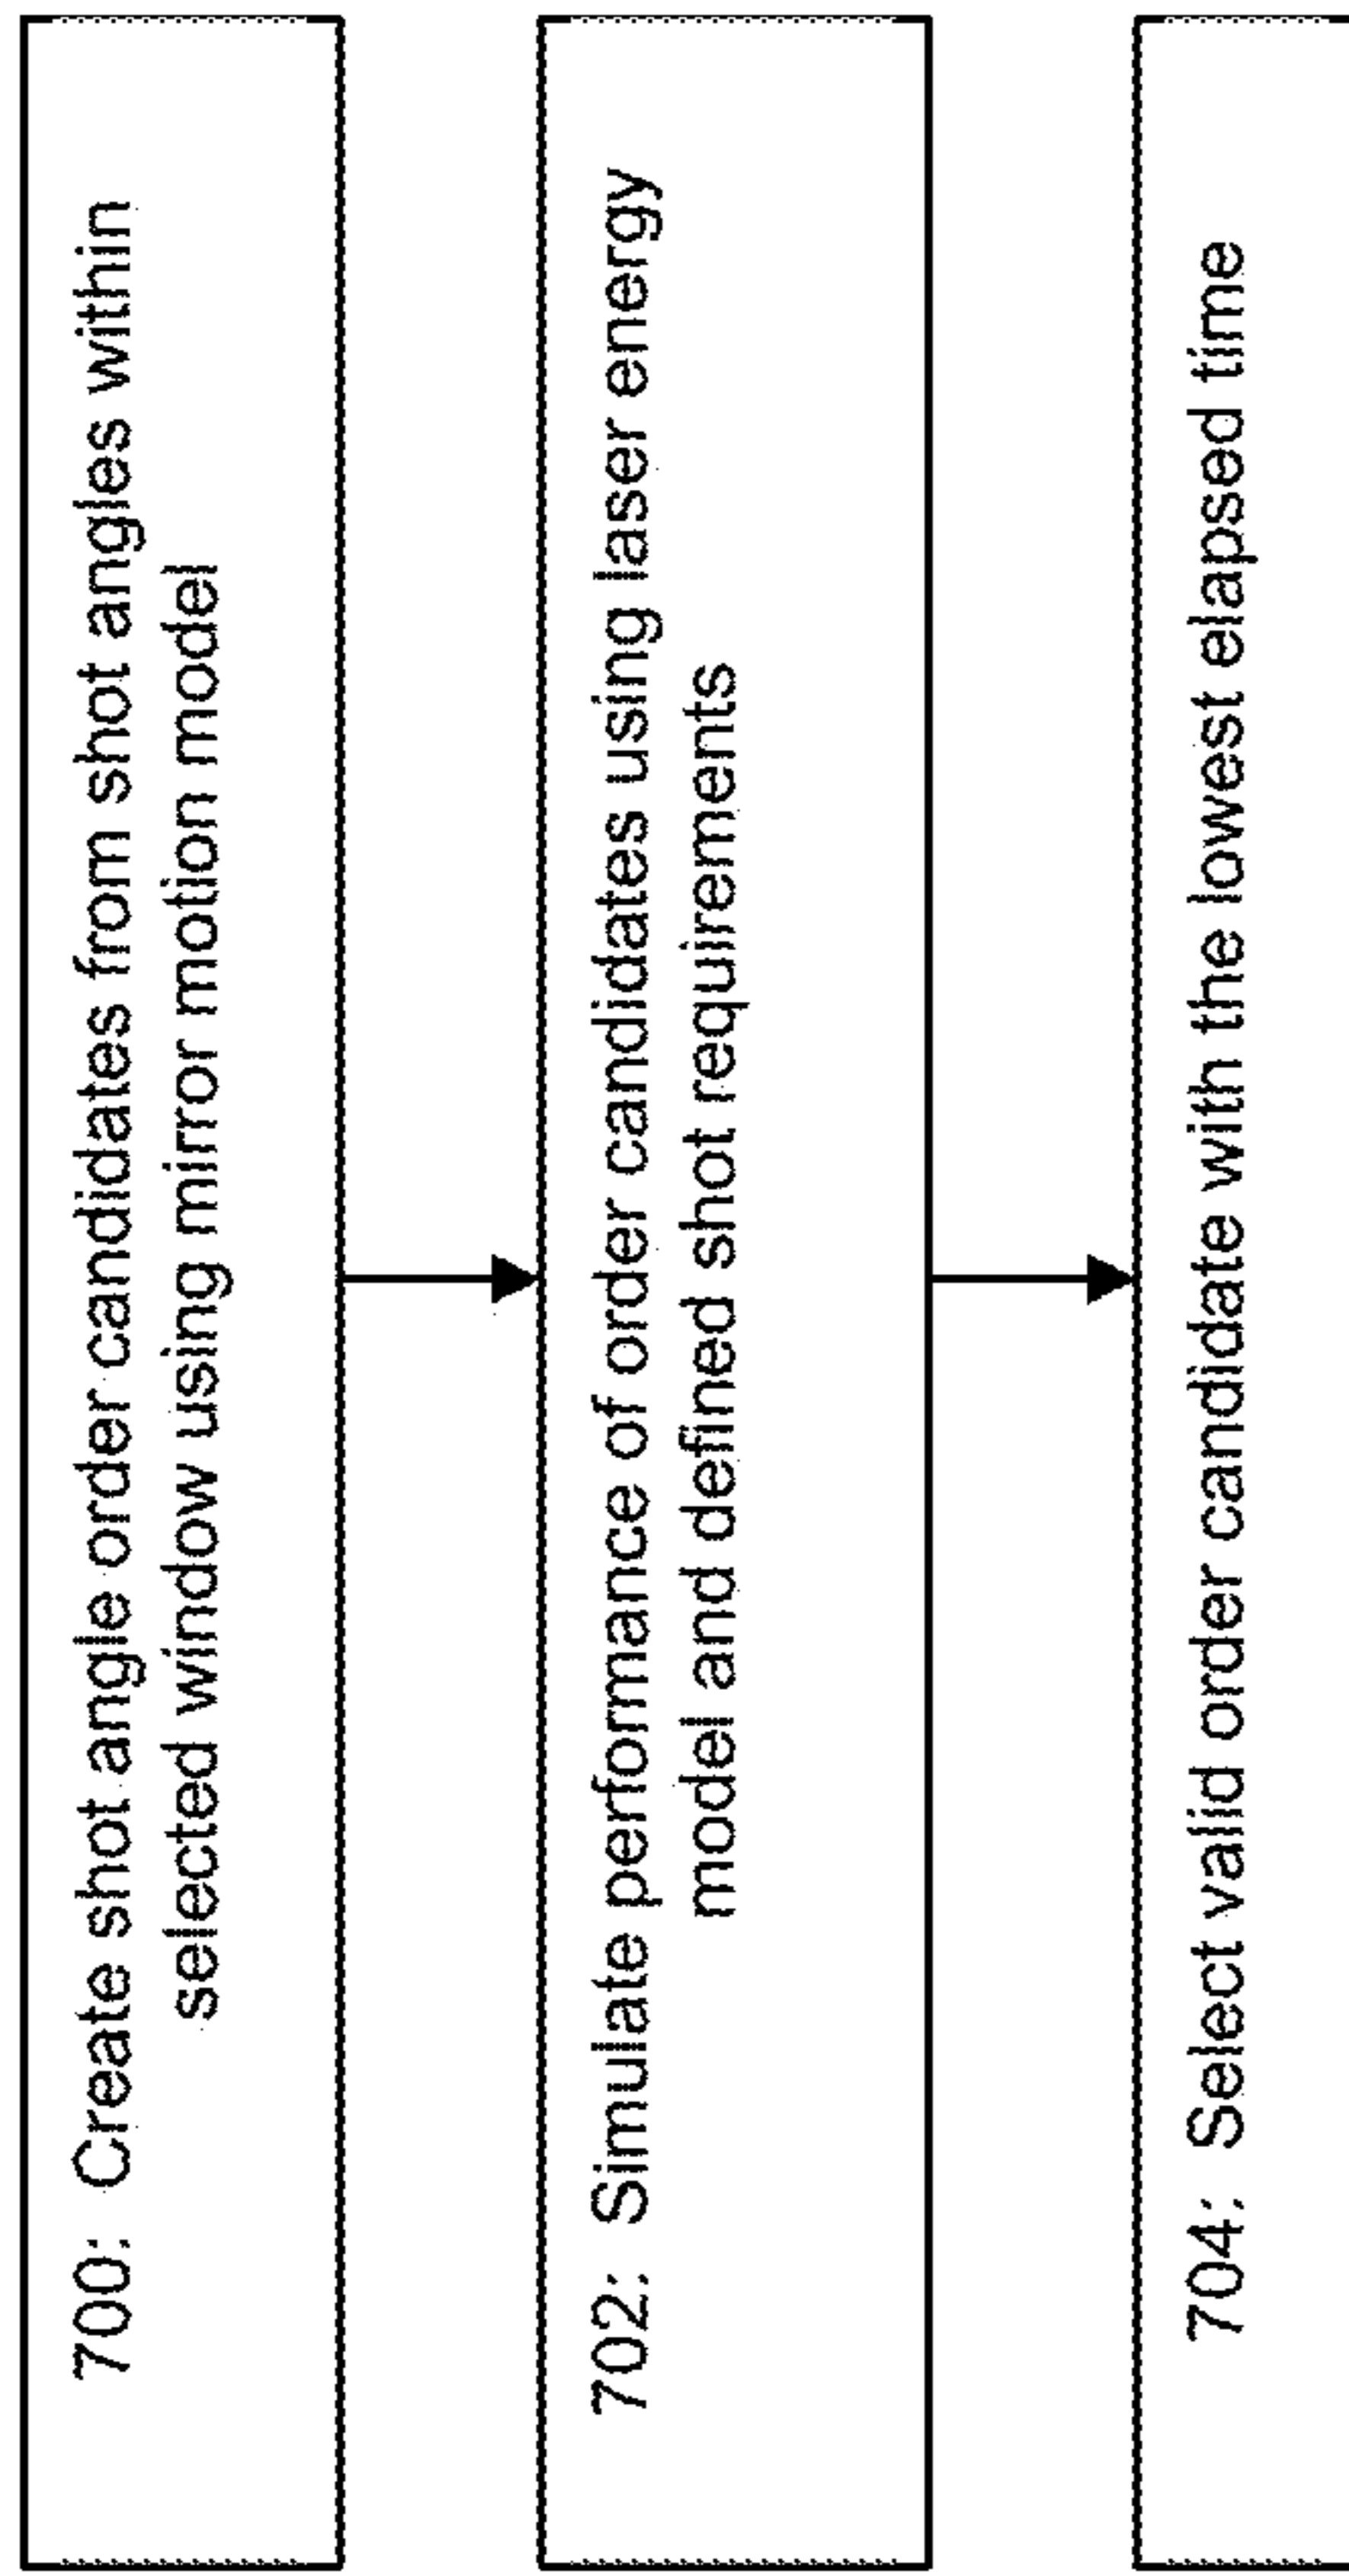 700: Create shot angle order candidates from shot angles within
selected window using mirror motion model
702: Simulate performance of order candidates using laser energy
model and defined shot requirements
704: Select valid order candidate with the lowest elapsed time